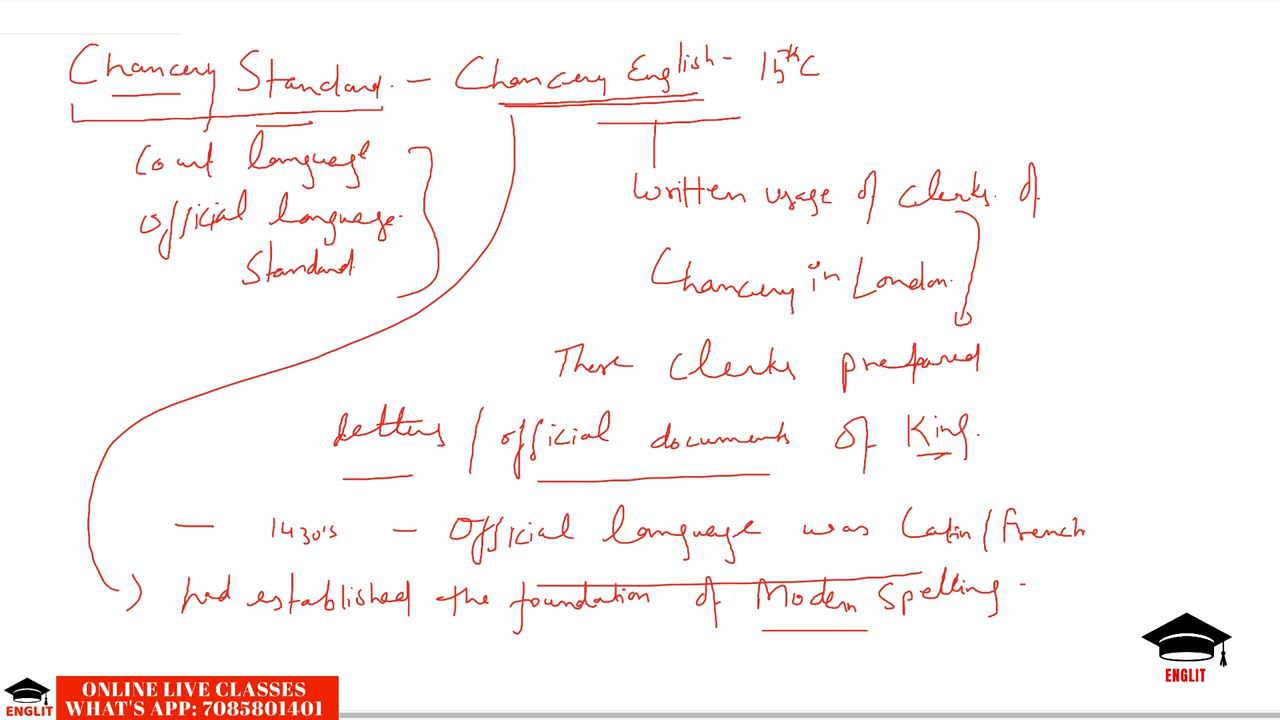 Chancery Standard. - Chancery English - 15th C
Court language
Official language.
Standard.
Written usage of clerks. of
Chancery in London.
These clerks prepared
letters / official documents of King.
- 1430's - Official language was Latin / French
had established the foundation of Modern Spelling -
ENGLIT
ENGLIT
ONLINE LIVE CLASSES
WHAT'S APP: 7085801401